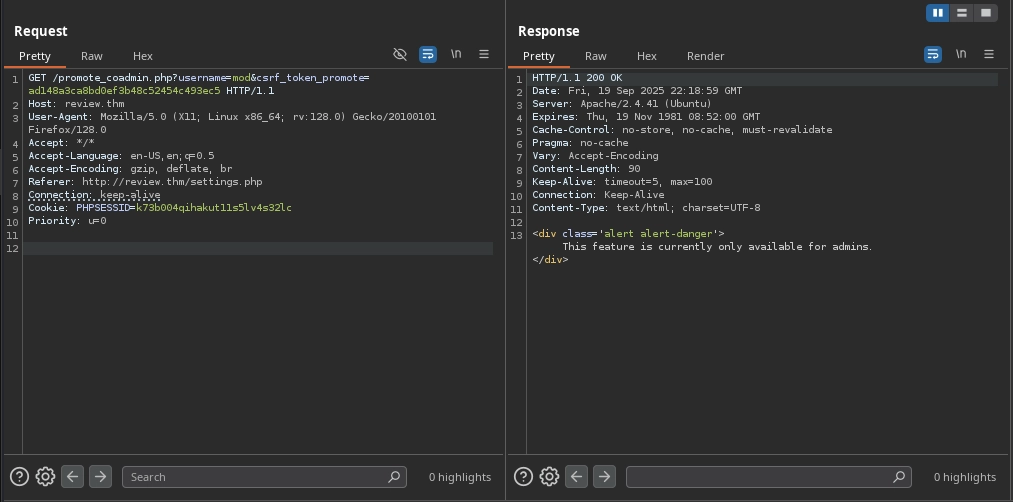 Request
Pretty Raw Hex \n
1 GET /promote_coadmin.php?username=mod&csrf_token_promote=
ad148a3ca8bd0ef3b48c52454c493ec5 HTTP/1.1
2 Host: review.thm
3 User-Agent: Mozilla/5.0 (X11; Linux x86_64; rv:128.0) Gecko/20100101
Firefox/128.0
4 Accept: */*
5 Accept-Language: en-US,en;q=0.5
6 Accept-Encoding: gzip, deflate, br
7 Referer: http://review.thm/settings.php
8 Connection: keep-alive
9 Cookie: PHPSESSID=k73b004qihakut11s5lv4s32lc
10 Priority: u=0
11
12
Search 0 highlights
Response
Pretty Raw Hex Render \n
1 HTTP/1.1 200 OK
2 Date: Fri, 19 Sep 2025 22:18:59 GMT
3 Server: Apache/2.4.41 (Ubuntu)
4 Expires: Thu, 19 Nov 1981 08:52:00 GMT
5 Cache-Control: no-store, no-cache, must-revalidate
6 Pragma: no-cache
7 Vary: Accept-Encoding
8 Content-Length: 90
9 Keep-Alive: timeout=5, max=100
10 Connection: Keep-Alive
11 Content-Type: text/html; charset=UTF-8
12
13 <div class='alert alert-danger'>
This feature is currently only available for admins.
</div>
0 highlights